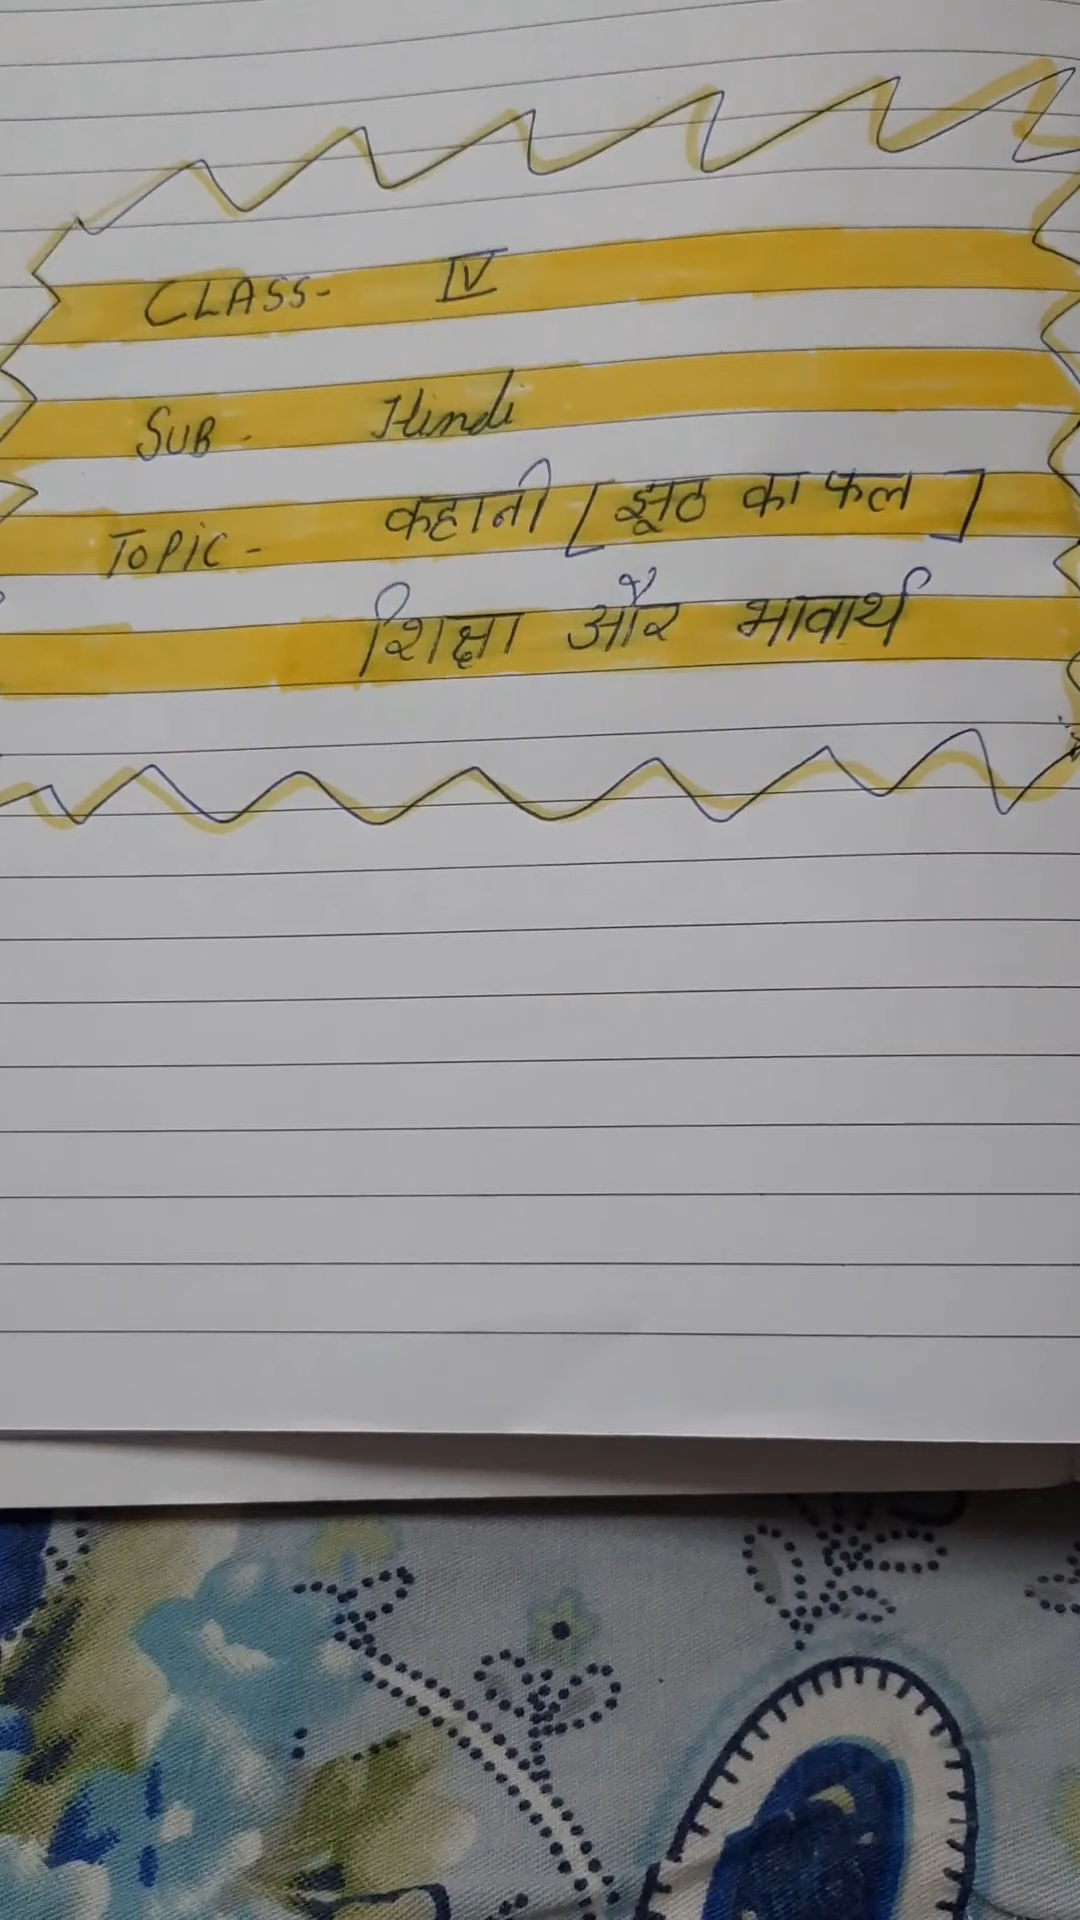 CLASS- IV
SUB- Hindi
TOPIC- कहानी [ झूठ का फल ]
शिक्षा और भावार्थ